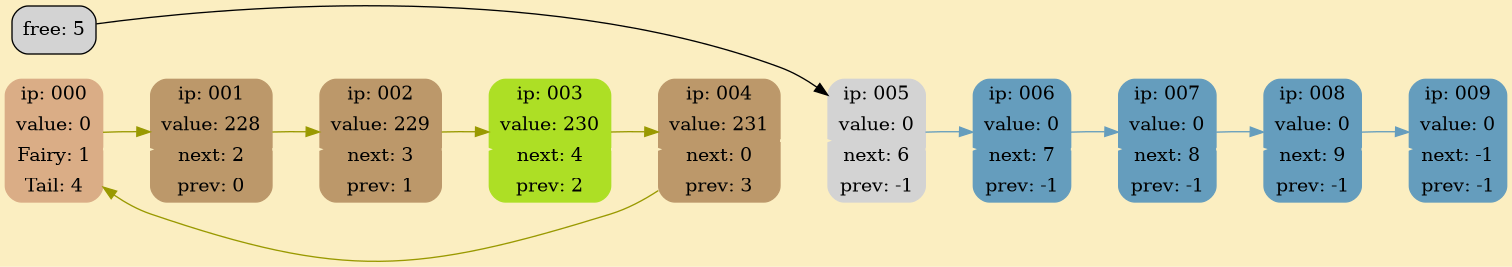 free: 5
ip: 000
value: 0
Fairy: 1
Tail: 4
ip: 001
value: 228
next: 2
prev: 0
ip: 002
value: 229
next: 3
prev: 1
ip: 003
value: 230
next: 4
prev: 2
ip: 004
value: 231
next: 0
prev: 3
ip: 005
value: 0
next: 6
prev: -1
ip: 006
value: 0
next: 7
prev: -1
ip: 007
value: 0
next: 8
prev: -1
ip: 008
value: 0
next: 9
prev: -1
ip: 009
value: 0
next: -1
prev: -1